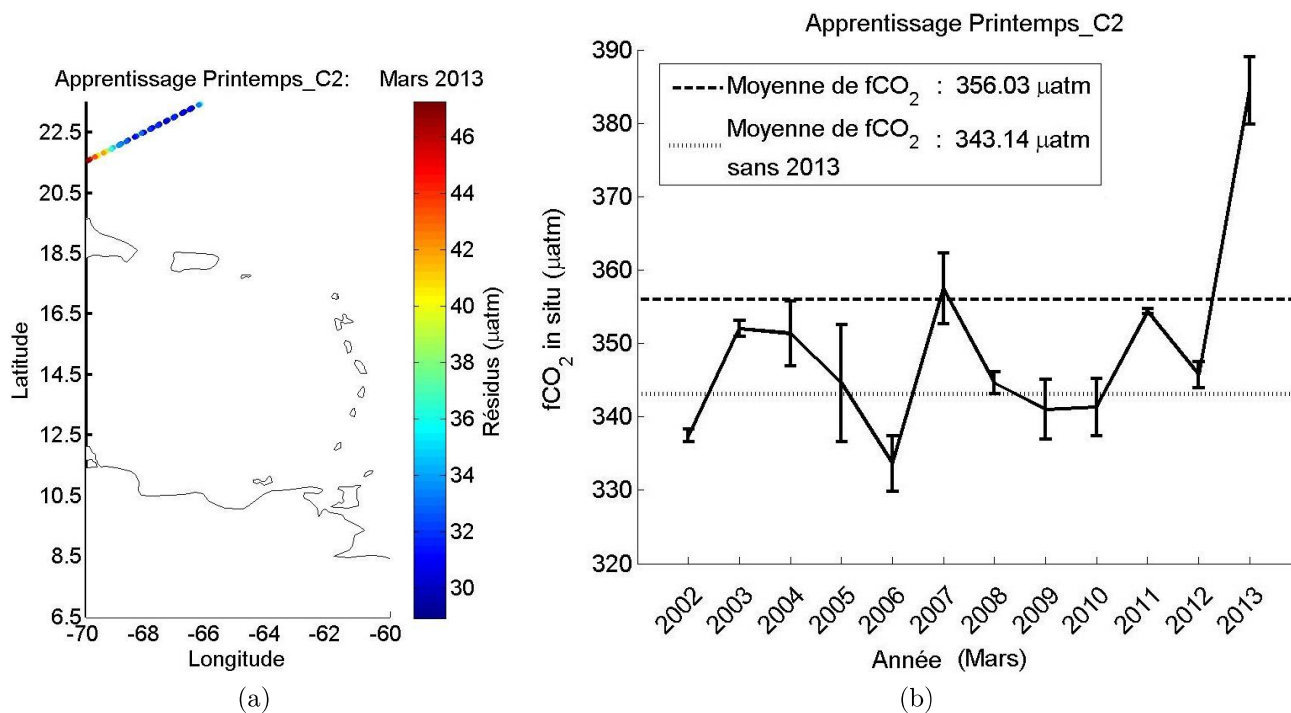 Apprentissage Printemps_C2: Mars 2013
22.5
20.5
18.5
16.5
14.5
12.5
10.5
8.5
6.5
Latitude
-70 -68 -66 -64 -62 -60
Longitude
46
44
42
40
38
36
34
32
30
Résidus (µatm)
(a)
Apprentissage Printemps_C2
Moyenne de fCO2 : 356.03 µatm
Moyenne de fCO2 : 343.14 µatm
sans 2013
390
380
370
360
350
340
330
320
fCO2 in situ (µatm)
2002 2003 2004 2005 2006 2007 2008 2009 2010 2011 2012 2013
Année (Mars)
(b)